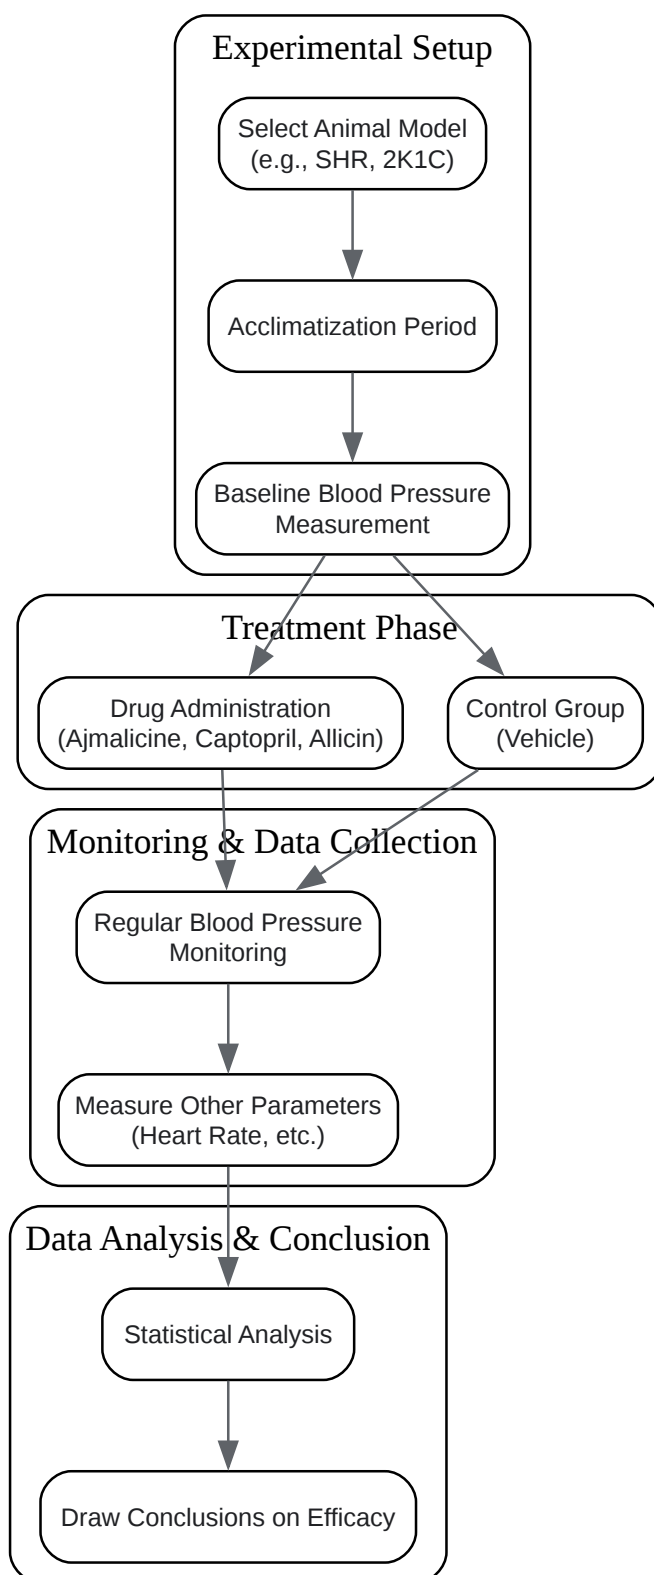 Experimental Setup
Select Animal Model
(e.g., SHR, 2K1C)
Acclimatization Period
Baseline Blood Pressure
Measurement
Treatment Phase
Drug Administration
(Ajmalicine, Captopril, Allicin)
Control Group
(Vehicle)
Monitoring & Data Collection
Regular Blood Pressure
Monitoring
Measure Other Parameters
(Heart Rate, etc.)
Data Analysis & Conclusion
Statistical Analysis
Draw Conclusions on Efficacy